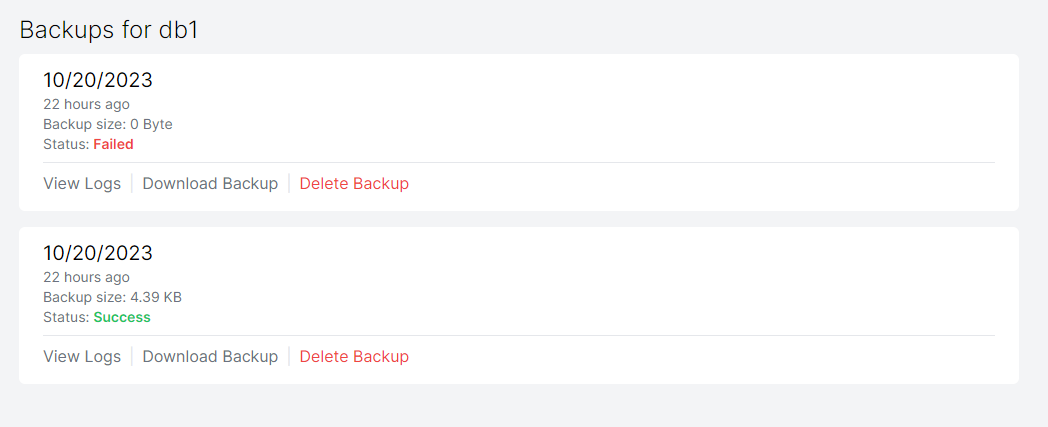 Backups for db1
10/20/2023
22 hours ago
Backup size: 0 Byte
Status: Failed
View Logs Download Backup Delete Backup
10/20/2023
22 hours ago
Backup size: 4.39 KB
Status: Success
View Logs Download Backup Delete Backup